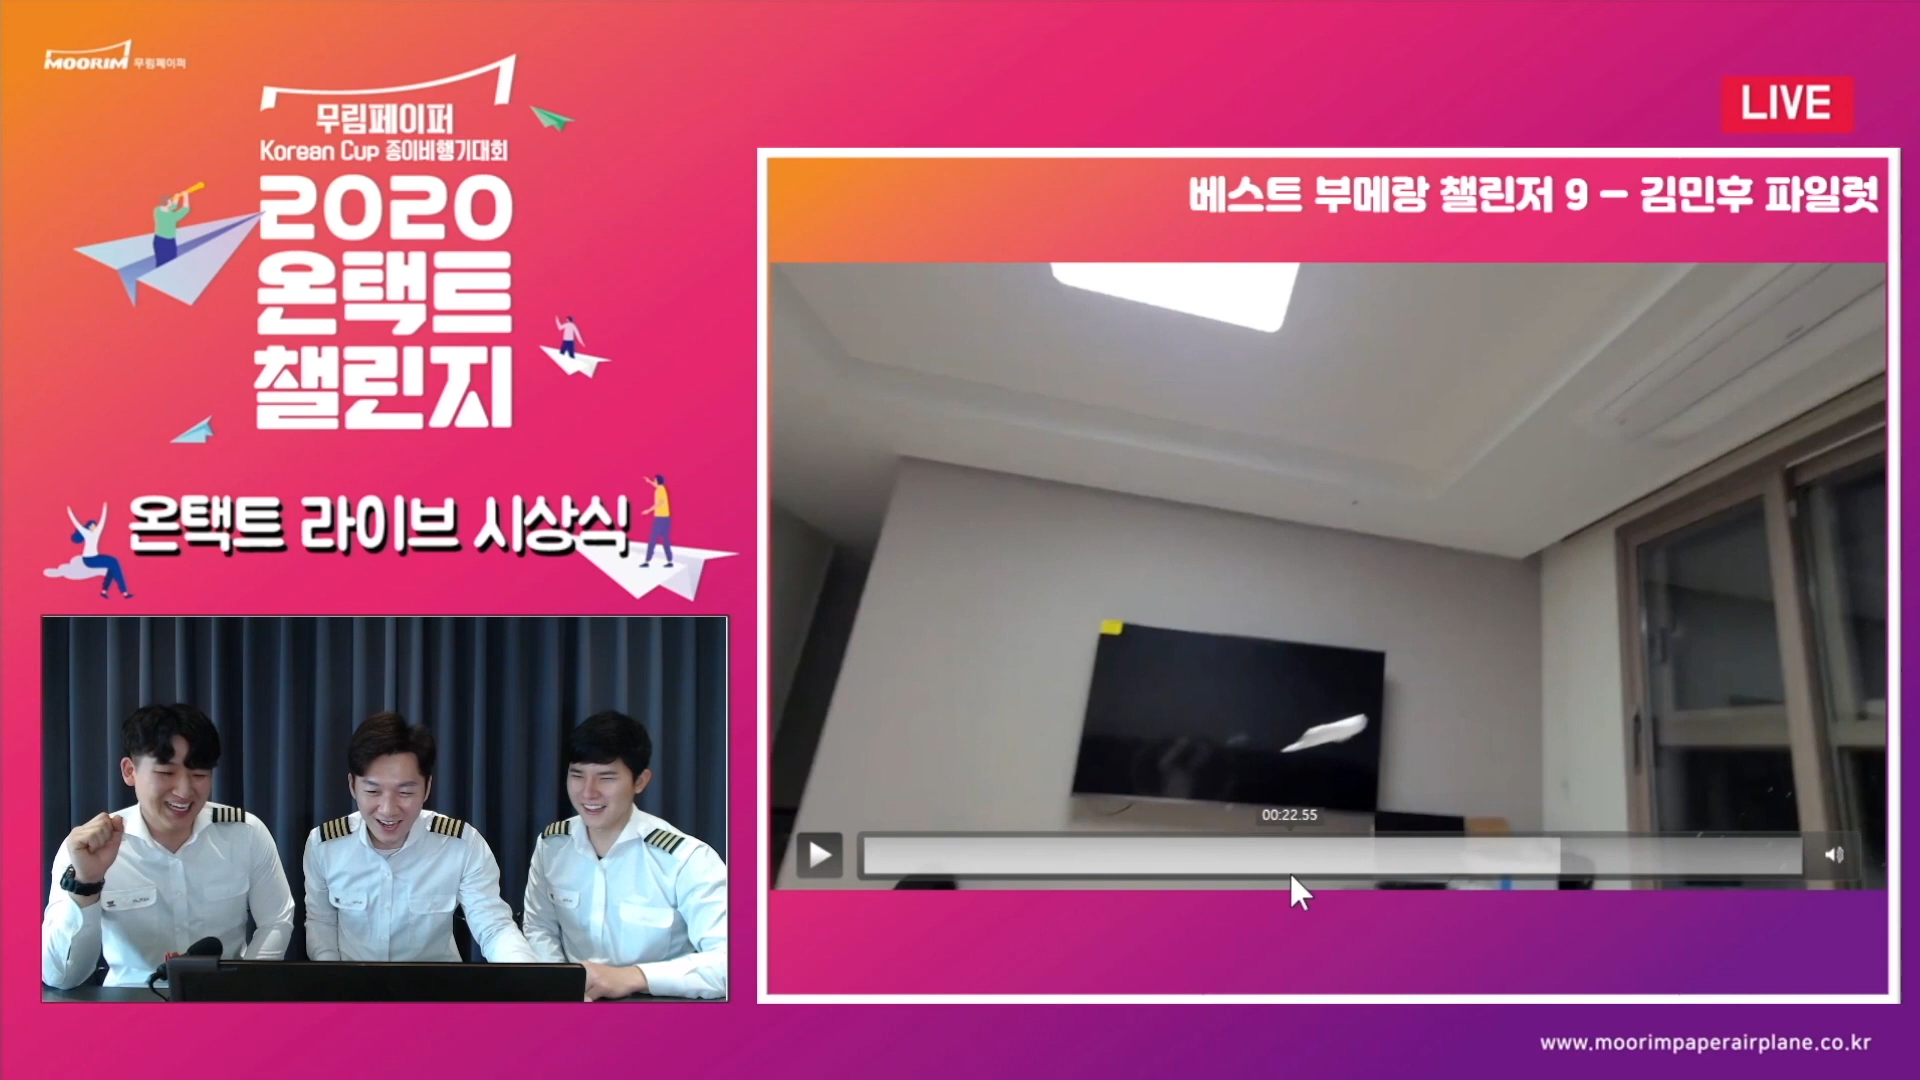 MOORIM 무림페이퍼
무림페이퍼
Korean Cup 종이비행기대회
2020
온택트
챌린지
온택트 라이브 시상식
LIVE
베스트 부메랑 챌린저 9 – 김민후 파일럿
00:22.55
www.moorimpaperairplane.co.kr